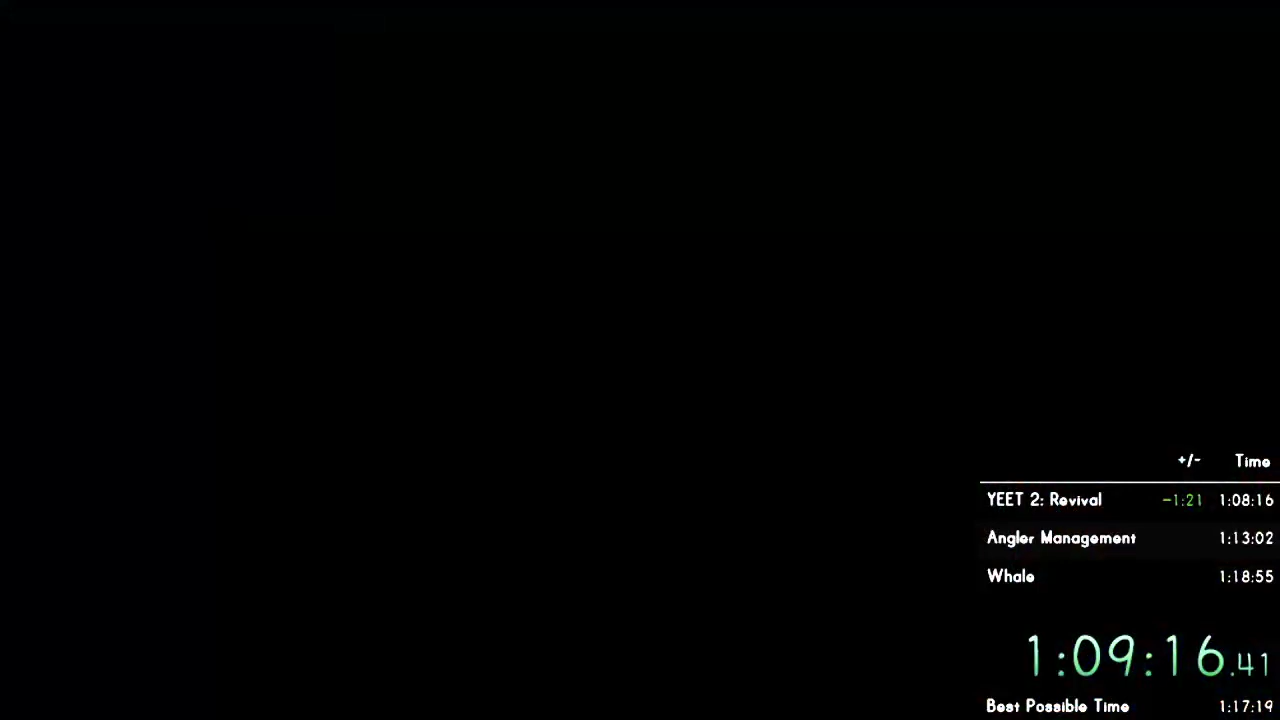 +/- Time
YEET 2: Revival -1:21 1:08:16
Angler Management 1:13:02
Whale 1:18:55
1:09:16.41
Best Possible Time 1:17:19